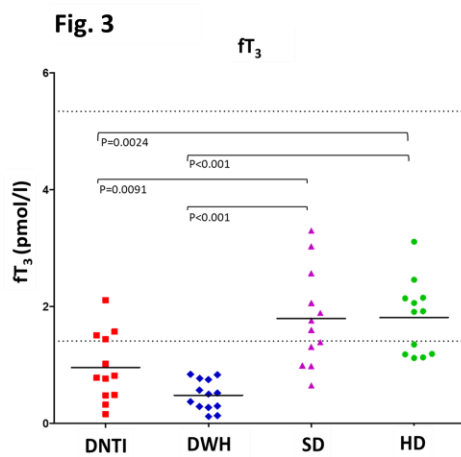 Fig. 3
fT₃
6
P=0.0024
P<0.001
4
P=0.0091
P<0.001
fT₃ (pmol/l)
2
0
DNTI DWH SD HD